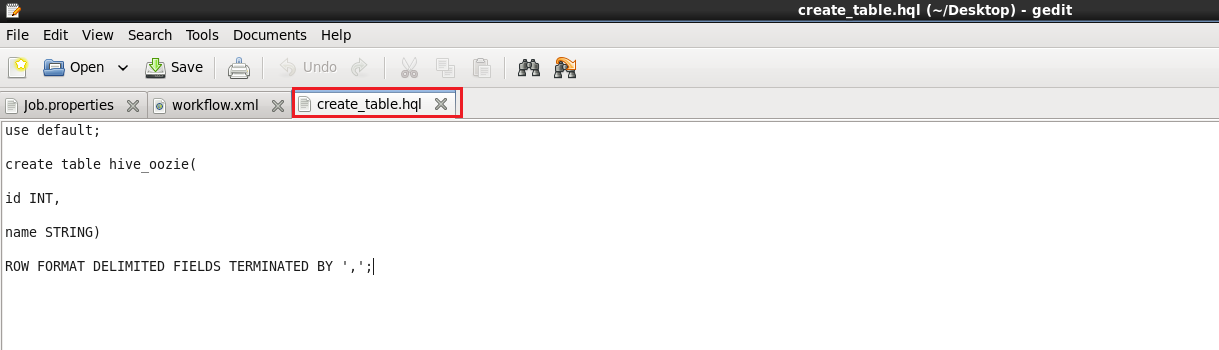 create_table.hql (~/Desktop) - gedit
File Edit View Search Tools Documents Help
Open Save Undo
Job.properties workflow.xml create_table.hql
use default;
create table hive_oozie(
id INT,
name STRING)
ROW FORMAT DELIMITED FIELDS TERMINATED BY ',';